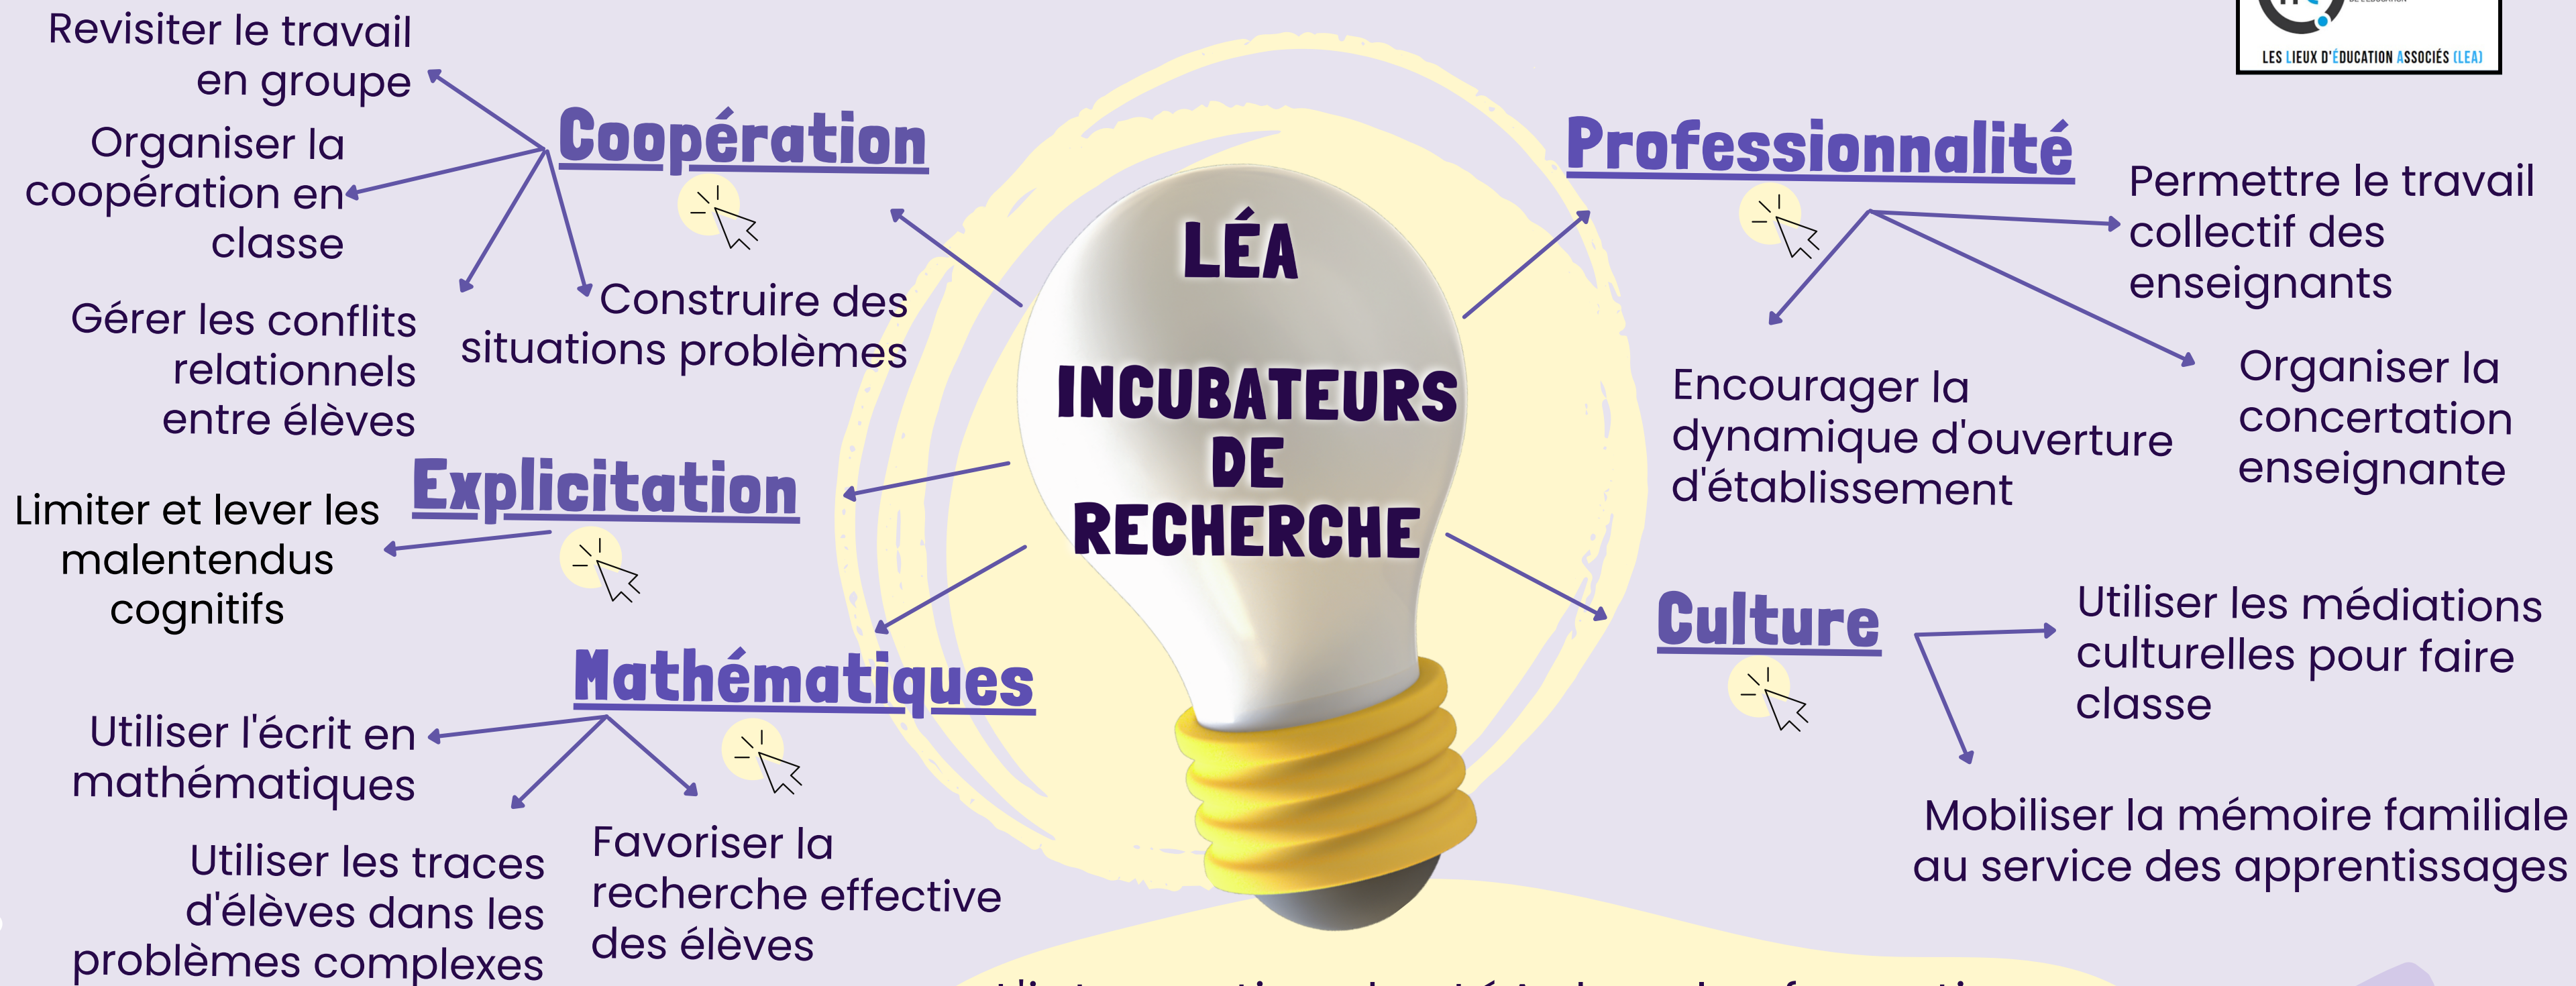 Revisiter le travail
en groupe
Organiser la
coopération en
classe
Gérer les conflits
relationnels
entre élèves
Coopération
Construire des
situations problèmes
Explicitation
Limiter et lever les
malentendus
cognitifs
Mathématiques
Utiliser l'écrit en
mathématiques
Utiliser les traces
d'élèves dans les
problèmes complexes
Favoriser la
recherche effective
des élèves
LÉA
INCUBATEURS
DE
RECHERCHE
LES LIEUX D'ÉDUCATION ASSOCIÉS (LEA)
Professionnalité
Permettre le travail
collectif des
enseignants
Encourager la
dynamique d'ouverture
d'établissement
Organiser la
concertation
enseignante
Culture
Utiliser les médiations
culturelles pour faire
classe
Mobiliser la mémoire familiale
au service des apprentissages